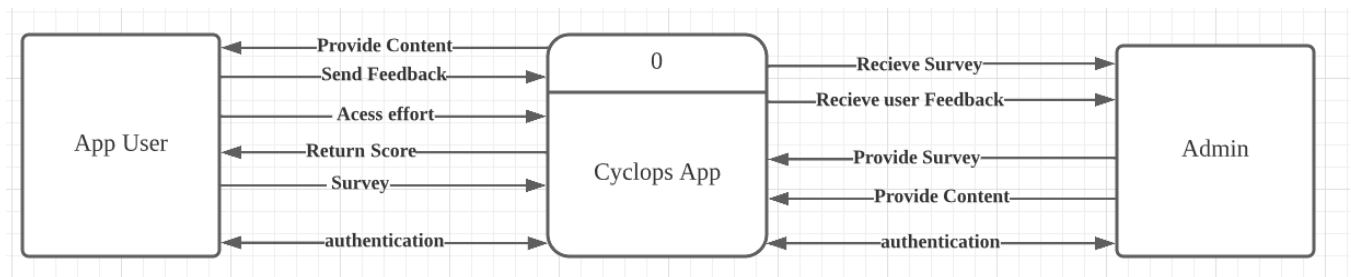 App User
Provide Content
Send Feedback
Acess effort
Return Score
Survey
authentication
0
Cyclops App
Recieve Survey
Recieve user Feedback
Provide Survey
Provide Content
authentication
Admin